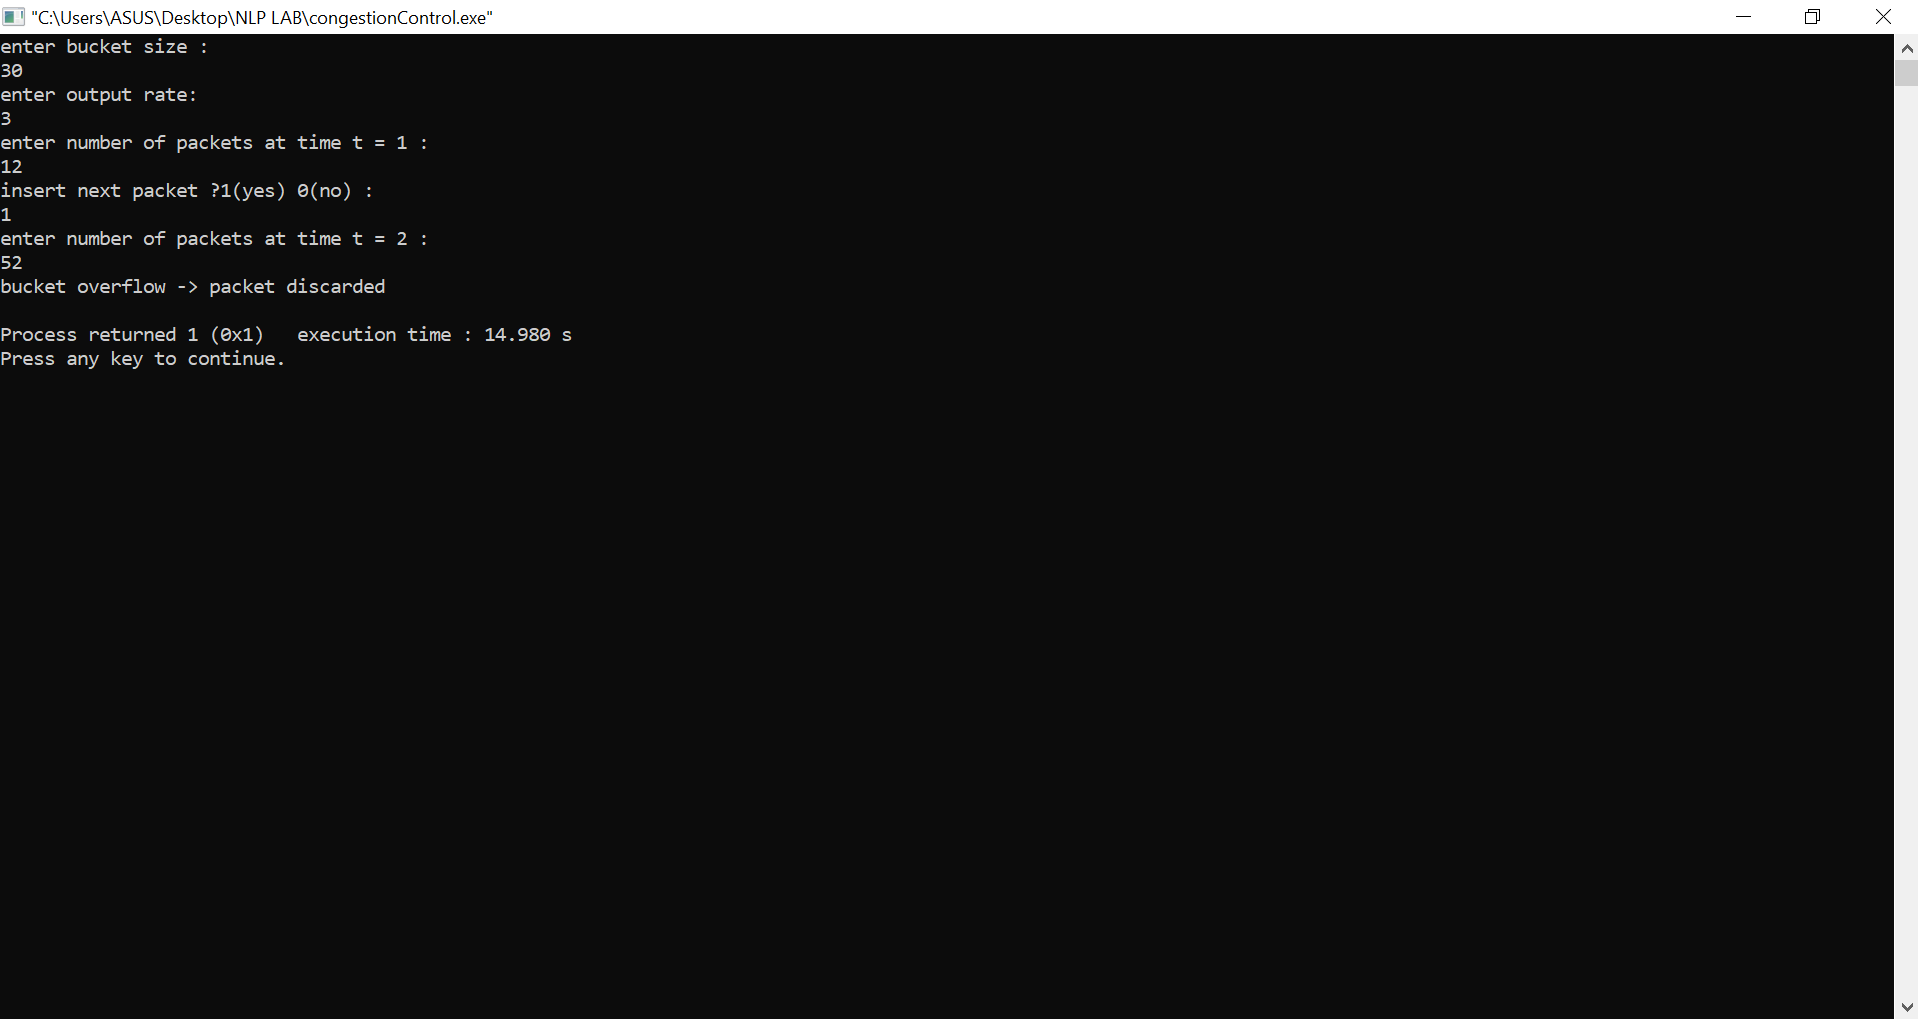 "C:\Users\ASUS\Desktop\NLP LAB\congestionControl.exe"
enter bucket size :
30
enter output rate:
3
enter number of packets at time t = 1 :
12
insert next packet ?1(yes) 0(no) :
1
enter number of packets at time t = 2 :
52
bucket overflow -> packet discarded
Process returned 1 (0x1)   execution time : 14.980 s
Press any key to continue.